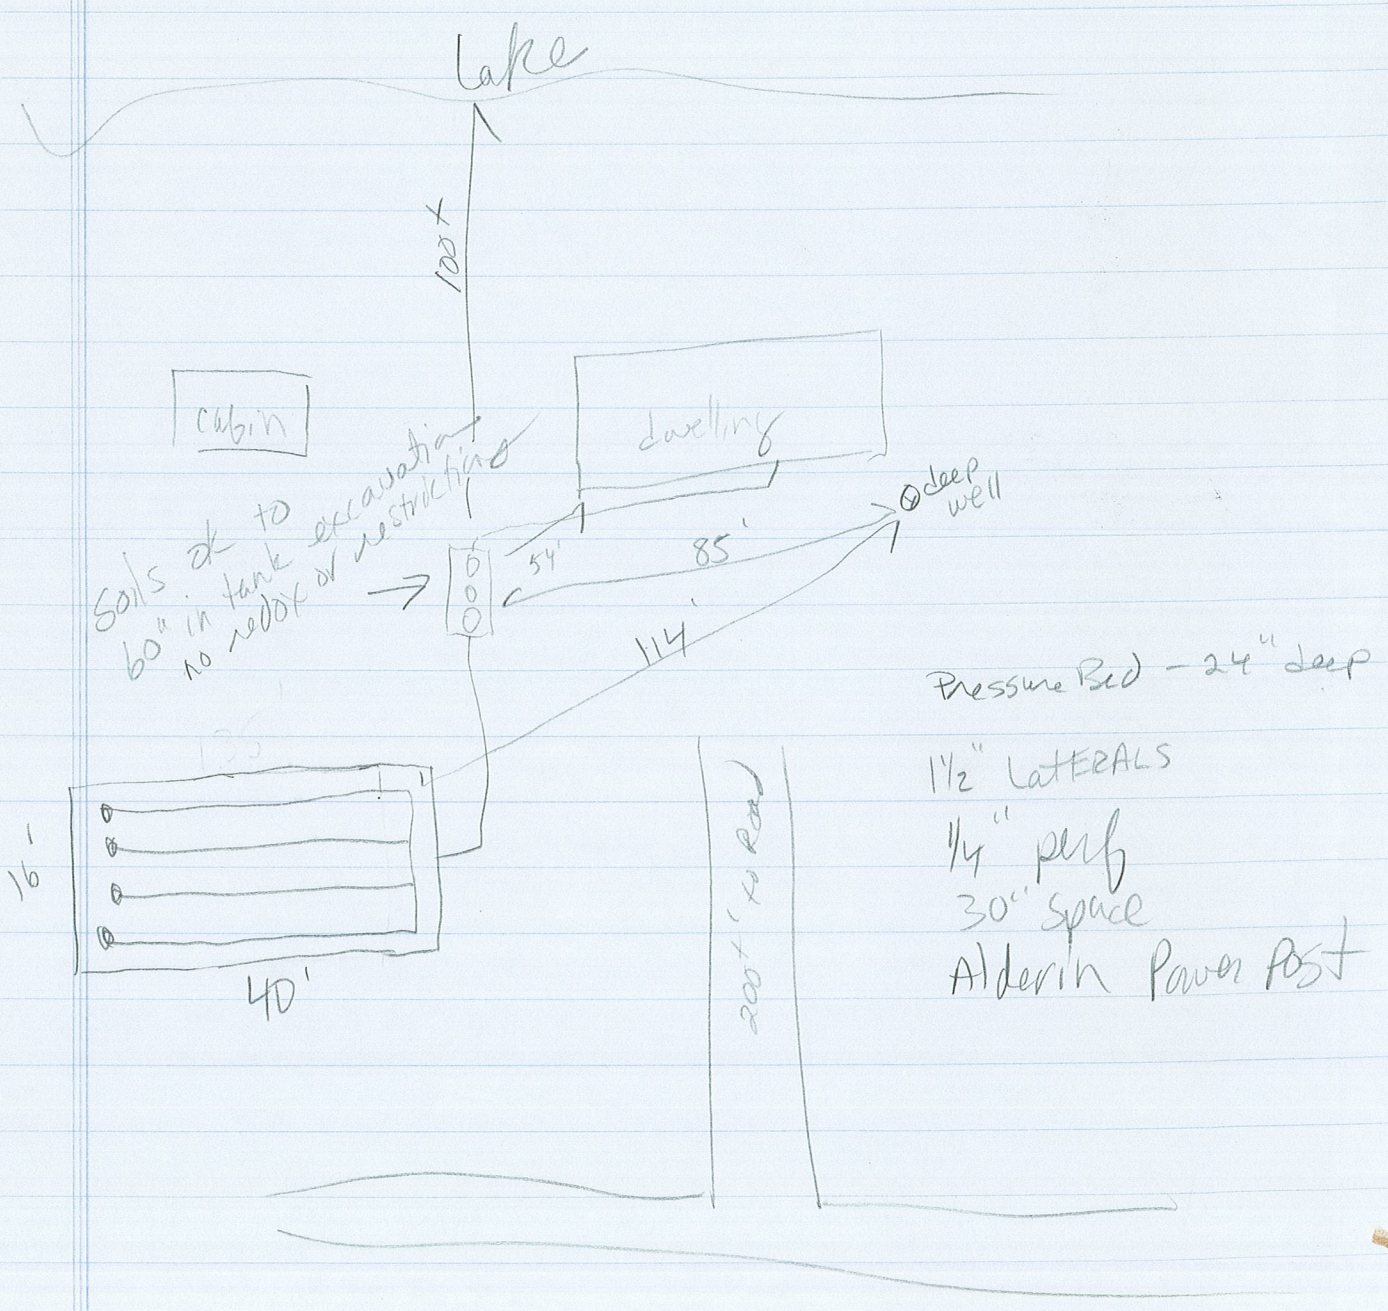 Lake
100+
cabin
dwelling
Soils ok to
60" in tank excavation
no redox or restrictions
deep
well
54'
85'
114'
Pressure Bed - 24" deep
135'
1½" LATERALS
¼" perf
30" space
Alderin Power Post
16'
40'
200+' to Road